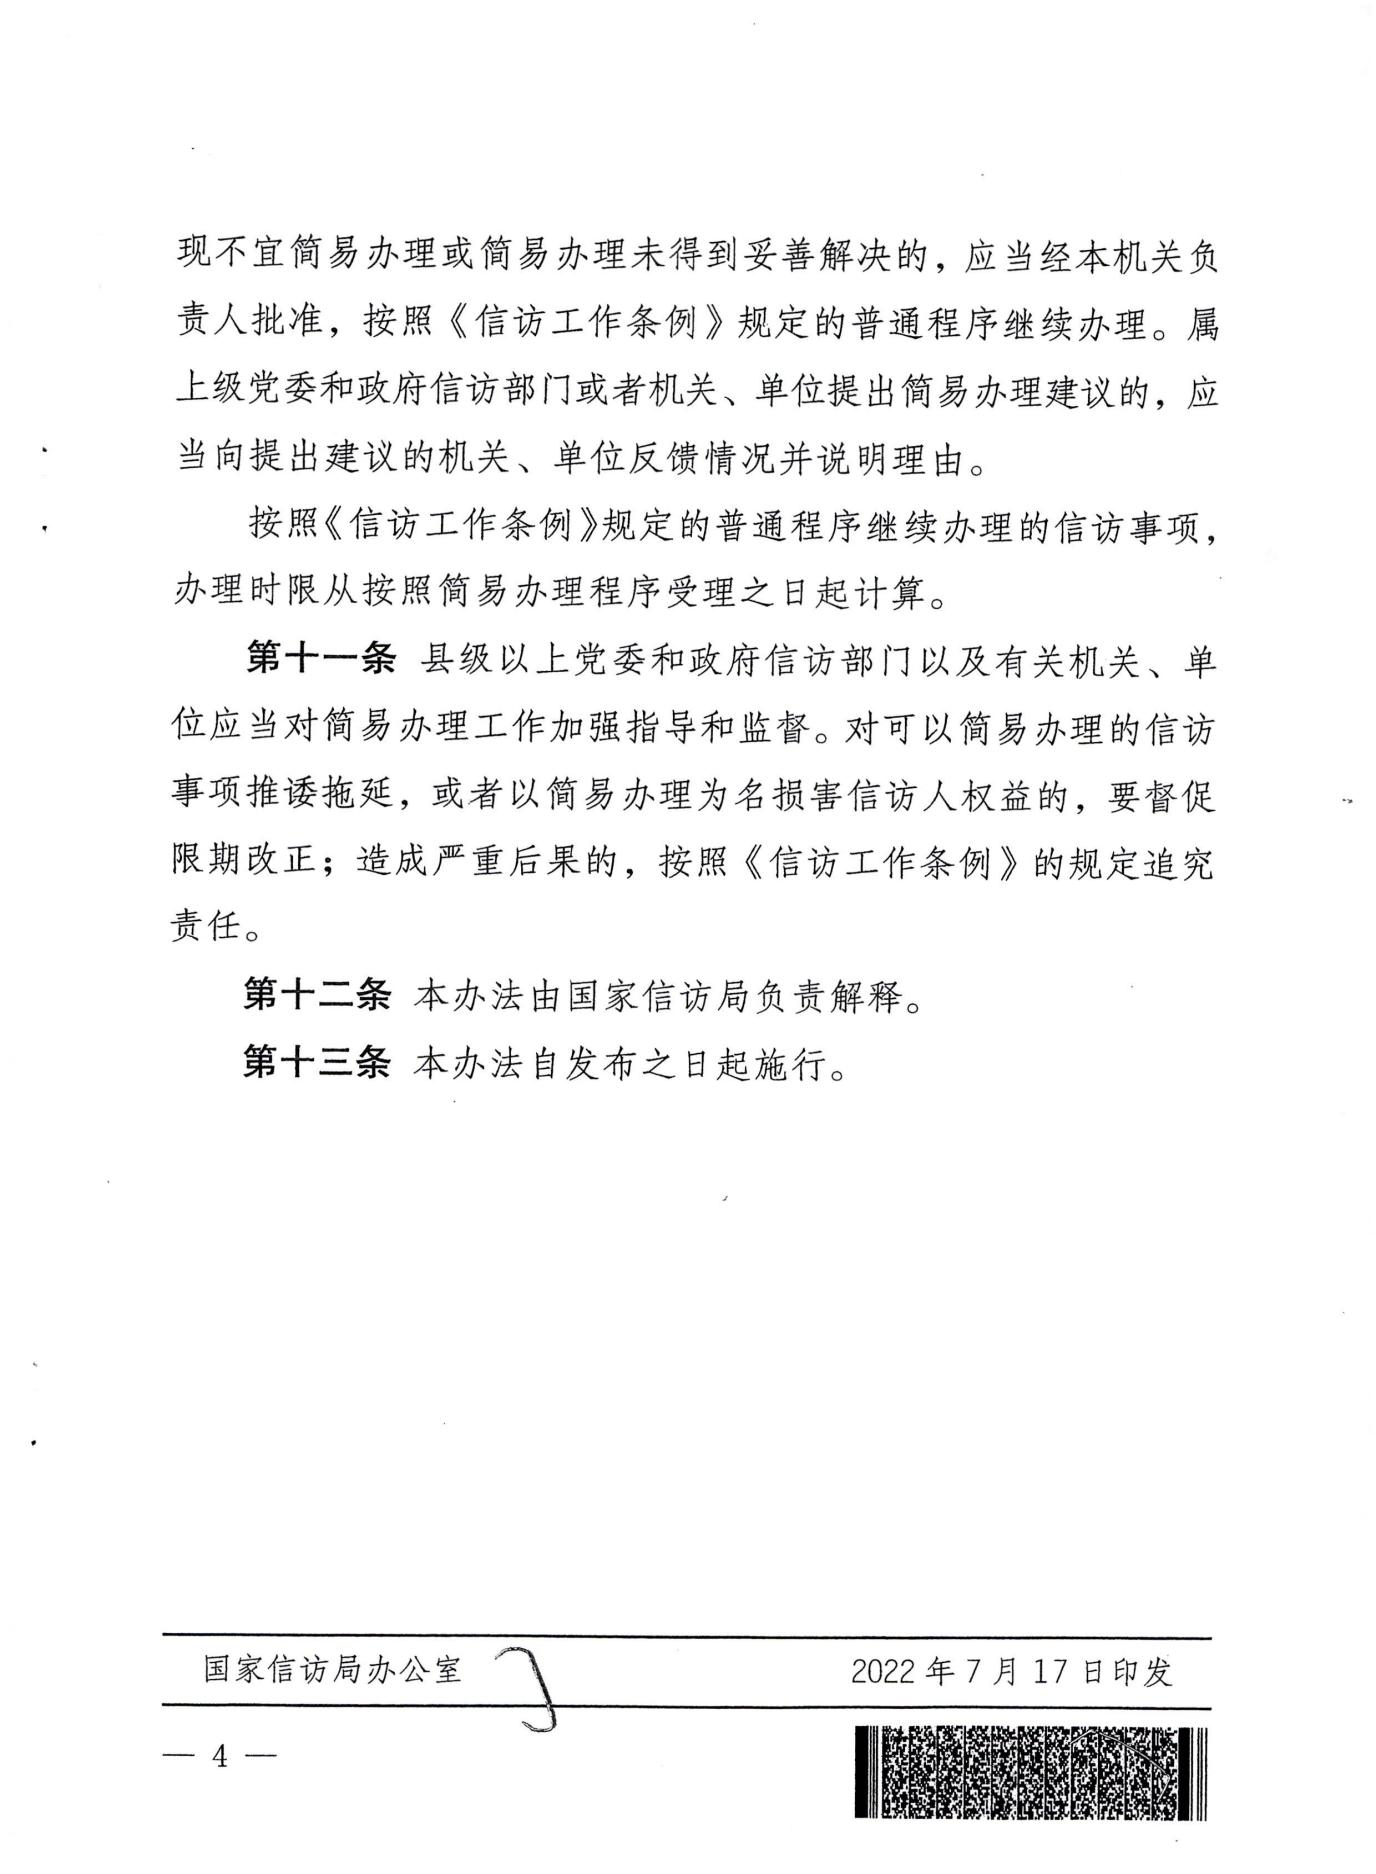 现不宜简易办理或简易办理未得到妥善解决的，应当经本机关负
责人批准，按照《信访工作条例》规定的普通程序继续办理。属
上级党委和政府信访部门或者机关、单位提出简易办理建议的，应
当向提出建议的机关、单位反馈情况并说明理由。
按照《信访工作条例》规定的普通程序继续办理的信访事项，
办理时限从按照简易办理程序受理之日起计算。
第十一条 县级以上党委和政府信访部门以及有关机关、单
位应当对简易办理工作加强指导和监督。对可以简易办理的信访
事项推诿拖延，或者以简易办理为名损害信访人权益的，要督促
限期改正；造成严重后果的，按照《信访工作条例》的规定追究
责任。
第十二条 本办法由国家信访局负责解释。
第十三条 本办法自发布之日起施行。
国家信访局办公室 2022年7月17日印发
— 4 —